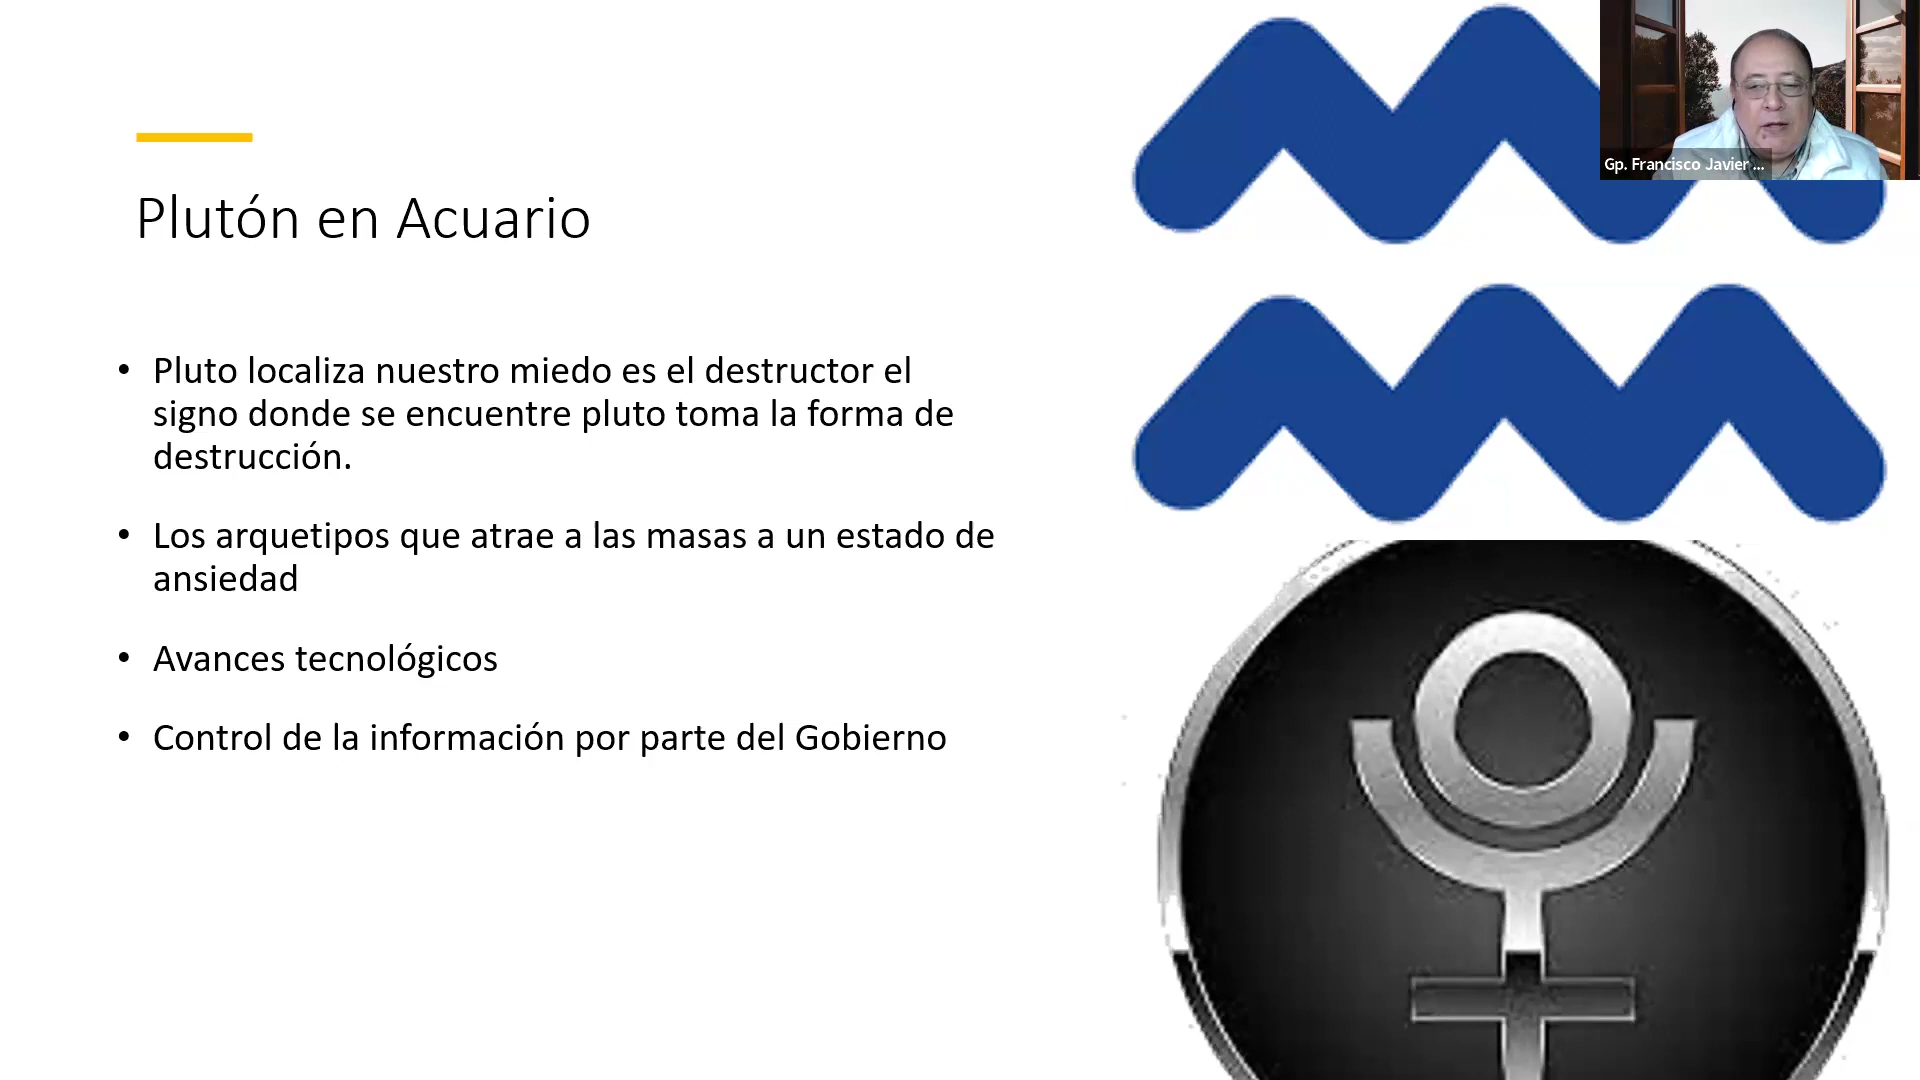 Plutón en Acuario
• Pluto localiza nuestro miedo es el destructor el
signo donde se encuentre pluto toma la forma de
destrucción.
• Los arquetipos que atrae a las masas a un estado de
ansiedad
• Avances tecnológicos
• Control de la información por parte del Gobierno
Gp. Francisco Javier ...